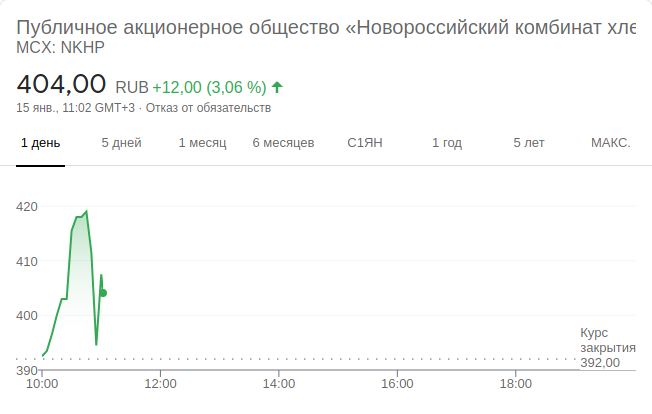 Публичное акционерное общество «Новороссийский комбинат
MCX: NKHP
404,00 RUB +12,00 (3,06 %)
15 янв., 11:02 GMT+3 · Отказ от обязательств
1 день 5 дней 1 месяц 6 месяцев С1ЯН 1 год 5 лет МАКС.
420
410
400
390
Курс
закрытия
392,00
10:00 12:00 14:00 16:00 18:00